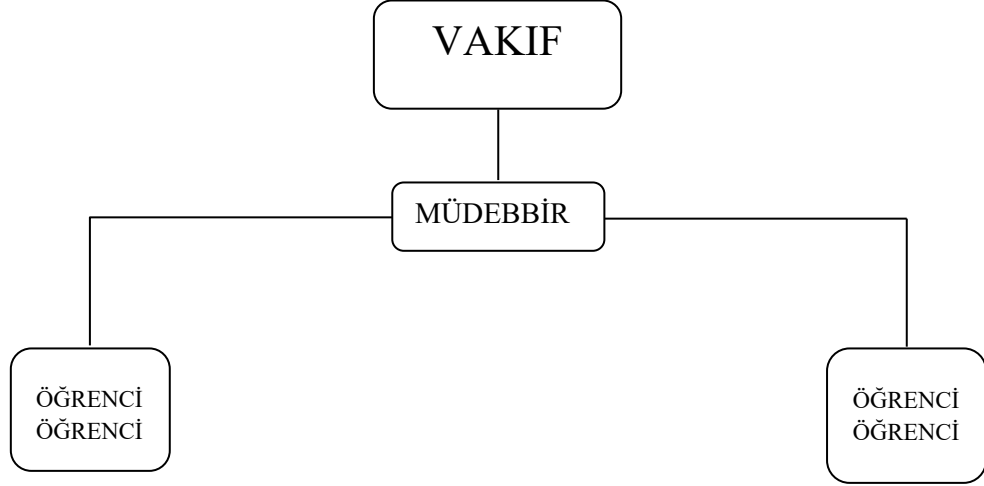 VAKIF
MÜDEBBİR
ÖĞRENCİ
ÖĞRENCİ
ÖĞRENCİ
ÖĞRENCİ